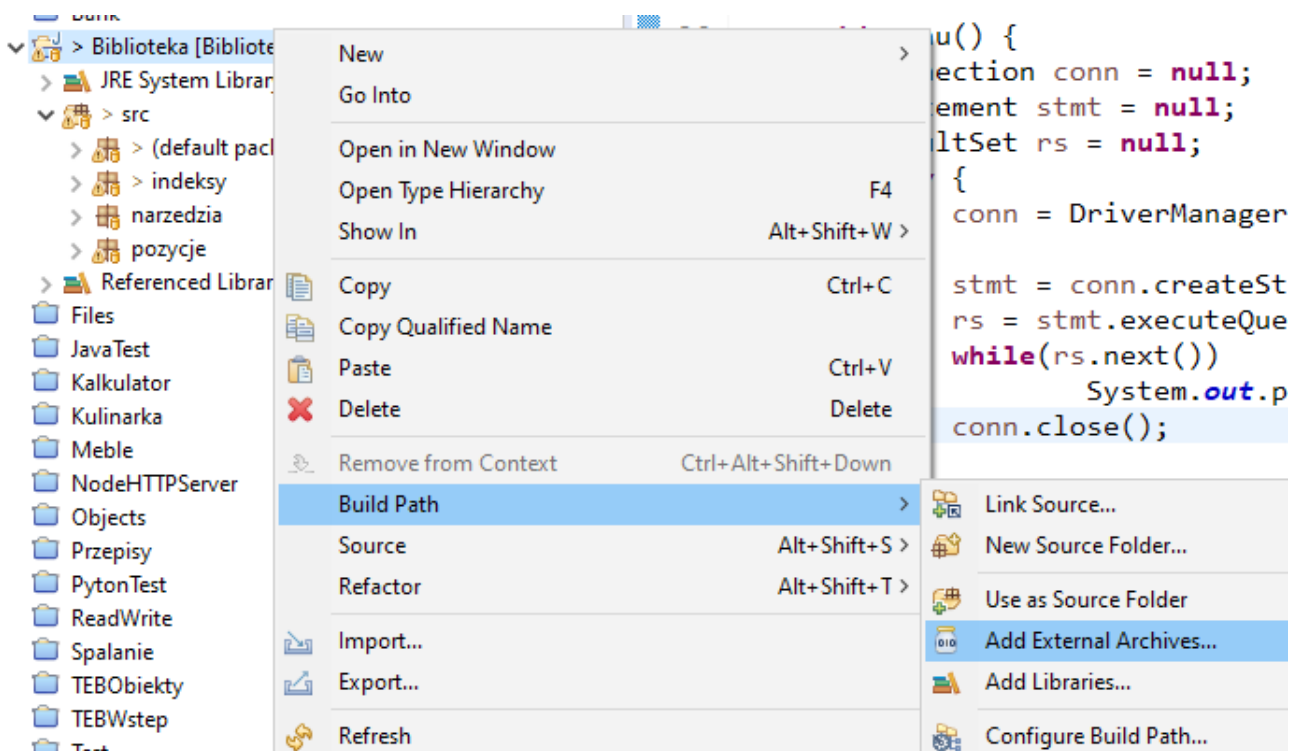 > Biblioteka [Bibliote
JRE System Librar
> src
> (default pacl
> indeksy
narzedzia
pozycje
Referenced Librar
Files
JavaTest
Kalkulator
Kulinarka
Meble
NodeHTTPServer
Objects
Przepisy
PytonTest
ReadWrite
Spalanie
TEBObiekty
TEBWstep
Test
New
Go Into
Open in New Window
Open Type Hierarchy F4
Show In Alt+Shift+W >
Copy Ctrl+C
Copy Qualified Name
Paste Ctrl+V
Delete Delete
Remove from Context Ctrl+Alt+Shift+Down
Build Path
Source Alt+Shift+S >
Refactor Alt+Shift+T >
Import...
Export...
Refresh
Link Source...
New Source Folder...
Use as Source Folder
Add External Archives...
Add Libraries...
Configure Build Path...
u() {
ection conn = null;
ement stmt = null;
ltSet rs = null;
{
conn = DriverManager
stmt = conn.createSt
rs = stmt.executeQue
while(rs.next())
System.out.p
conn.close();